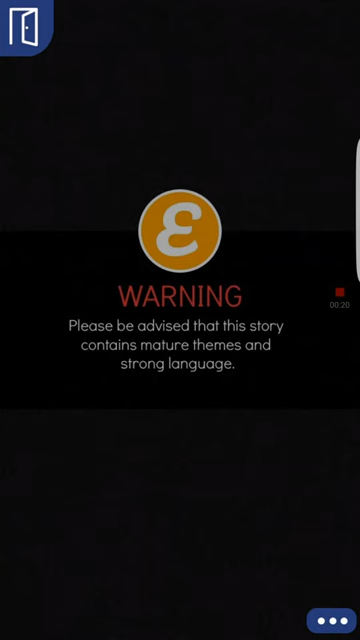 ε
WARNING
Please be advised that this story
contains mature themes and
strong language.
00:20